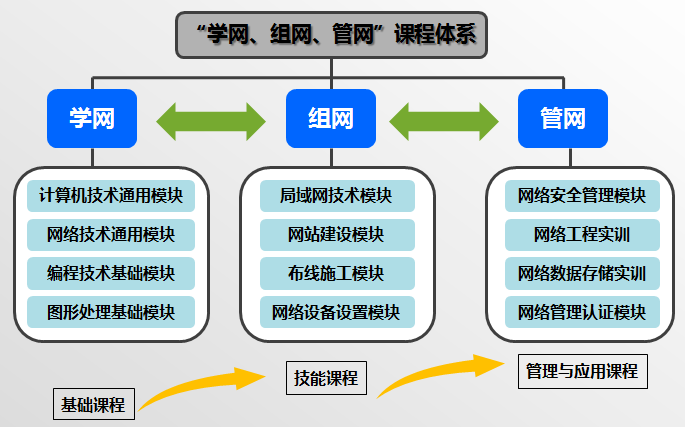 “学网、组网、管网”课程体系
学网
组网
管网
计算机技术通用模块
网络技术通用模块
编程技术基础模块
图形处理基础模块
局域网技术模块
网站建设模块
布线施工模块
网络设备设置模块
网络安全管理模块
网络工程实训
网络数据存储实训
网络管理认证模块
基础课程
技能课程
管理与应用课程